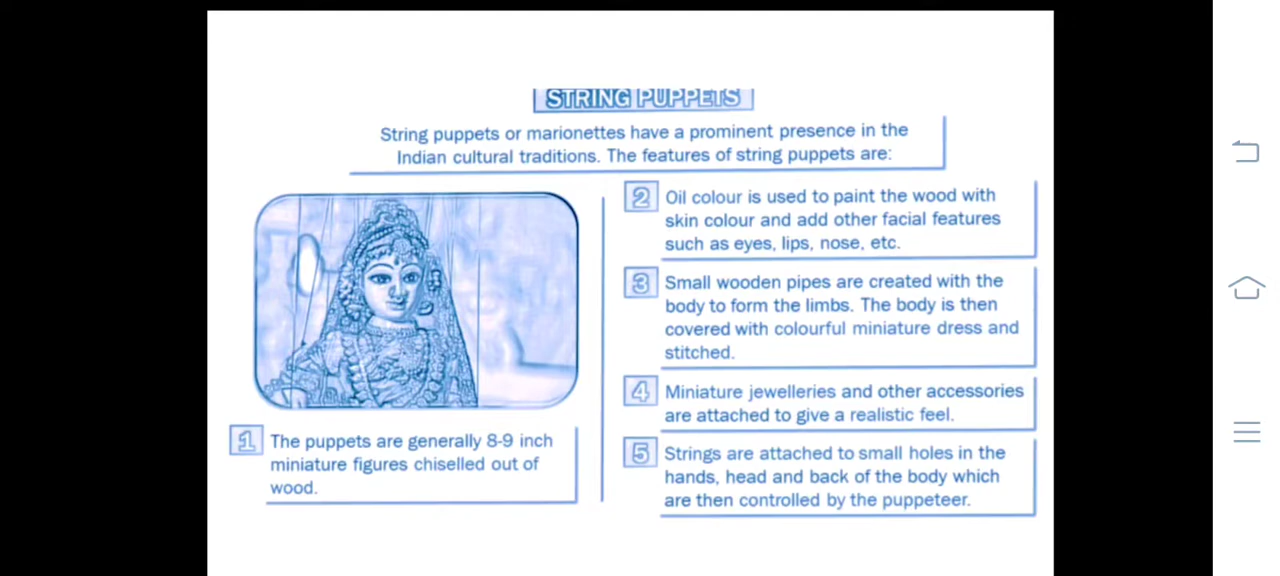 STRING PUPPETS
String puppets or marionettes have a prominent presence in the
Indian cultural traditions. The features of string puppets are:
1 The puppets are generally 8-9 inch
miniature figures chiselled out of
wood.
2 Oil colour is used to paint the wood with
skin colour and add other facial features
such as eyes, lips, nose, etc.
3 Small wooden pipes are created with the
body to form the limbs. The body is then
covered with colourful miniature dress and
stitched.
4 Miniature jewelleries and other accessories
are attached to give a realistic feel.
5 Strings are attached to small holes in the
hands, head and back of the body which
are then controlled by the puppeteer.